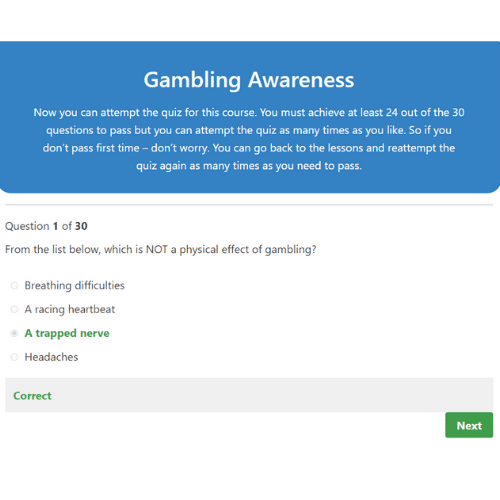 Gambling Awareness
Now you can attempt the quiz for this course. You must achieve at least 24 out of the 30
questions to pass but you can attempt the quiz as many times as you like. So if you
don't pass first time – don't worry. You can go back to the lessons and reattempt the
quiz again as many times as you need to pass.
Question 1 of 30
From the list below, which is NOT a physical effect of gambling?
Breathing difficulties
A racing heartbeat
A trapped nerve
Headaches
Correct
Next